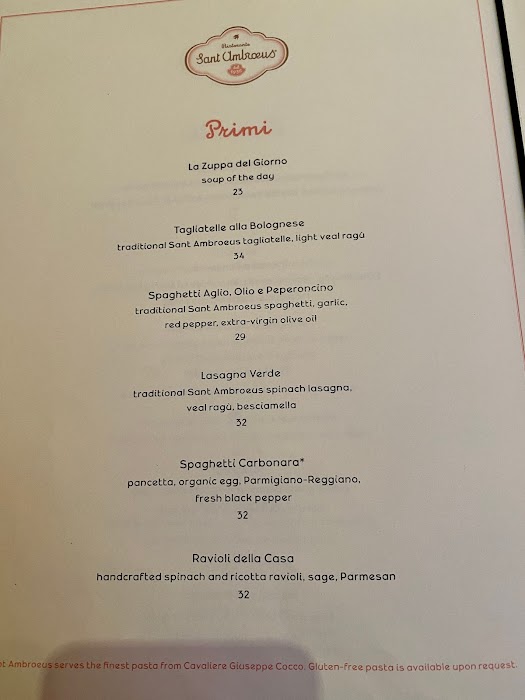 Ristorante
Sant Ambroeus
Primi
La Zuppa del Giorno
soup of the day
23
Tagliatelle alla Bolognese
traditional Sant Ambroeus tagliatelle, light veal ragù
34
Spaghetti Aglio, Olio e Peperoncino
traditional Sant Ambroeus spaghetti, garlic,
red pepper, extra-virgin olive oil
29
Lasagna Verde
traditional Sant Ambroeus spinach lasagna,
veal ragù, besciamella
32
Spaghetti Carbonara*
pancetta, organic egg, Parmigiano-Reggiano,
fresh black pepper
32
Ravioli della Casa
handcrafted spinach and ricotta ravioli, sage, Parmesan
32
nt Ambroeus serves the finest pasta from Cavaliere Giuseppe Cocco. Gluten-free pasta is available upon request.